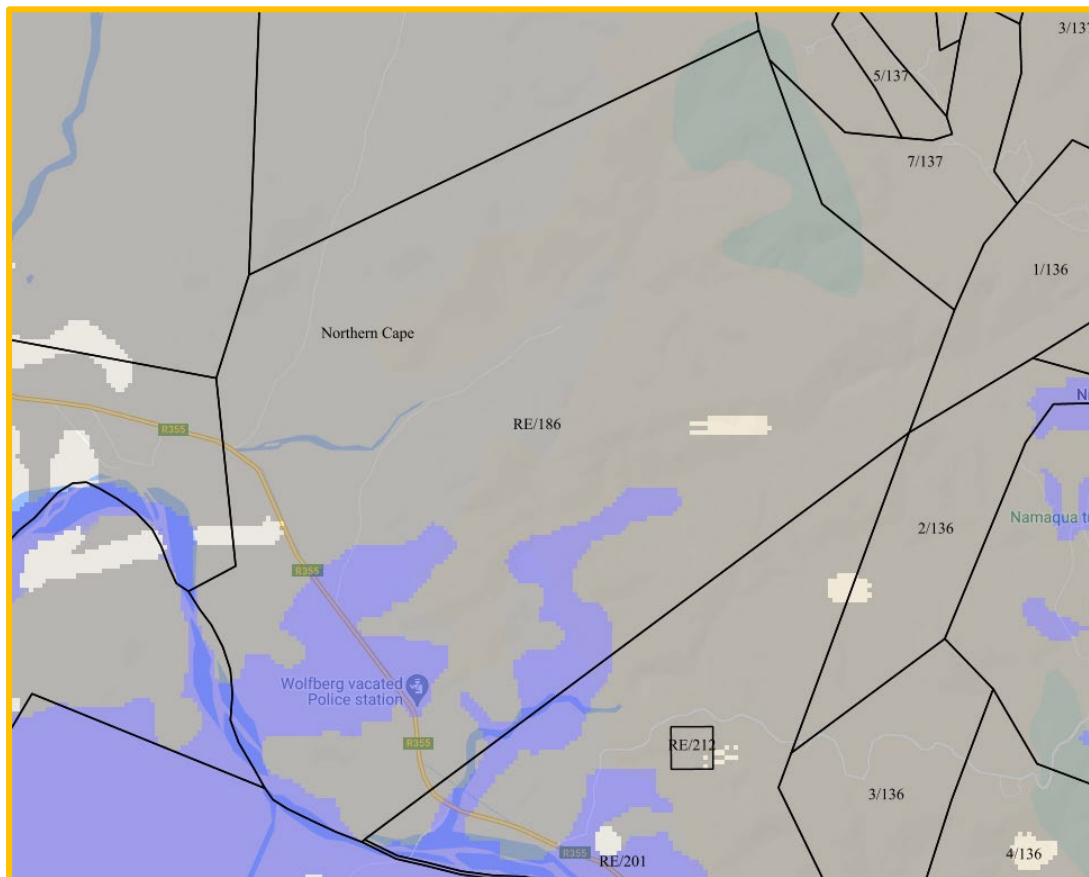 3/137
5/137
7/137
1/136
Northern Cape
R355
RE/186
2/136
Namaqua
R355
Wolfberg vacated
Police station
R355
RE/212
3/136
R355
RE/201
4/136